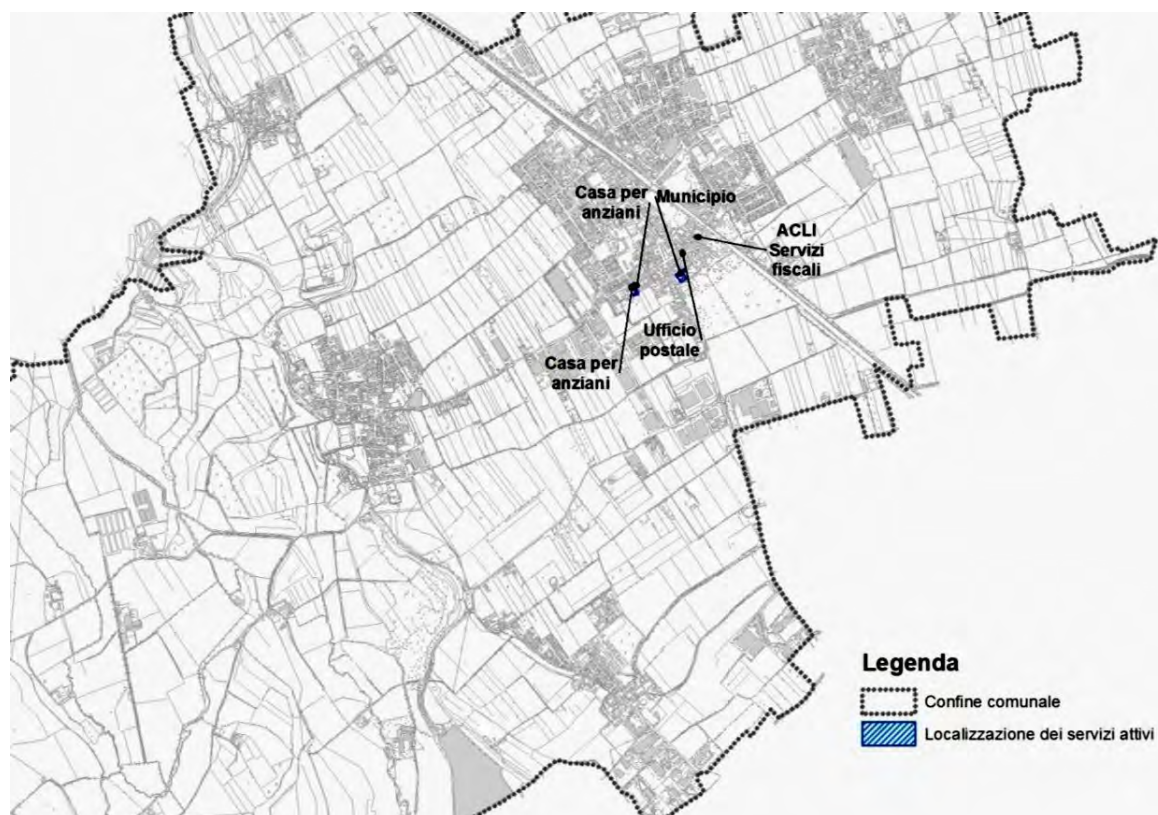 Casa per
anziani
Municipio
ACLI
Servizi
fiscali
Ufficio
postale
Casa per
anziani
Legenda
Confine comunale
Localizzazione dei servizi attivi